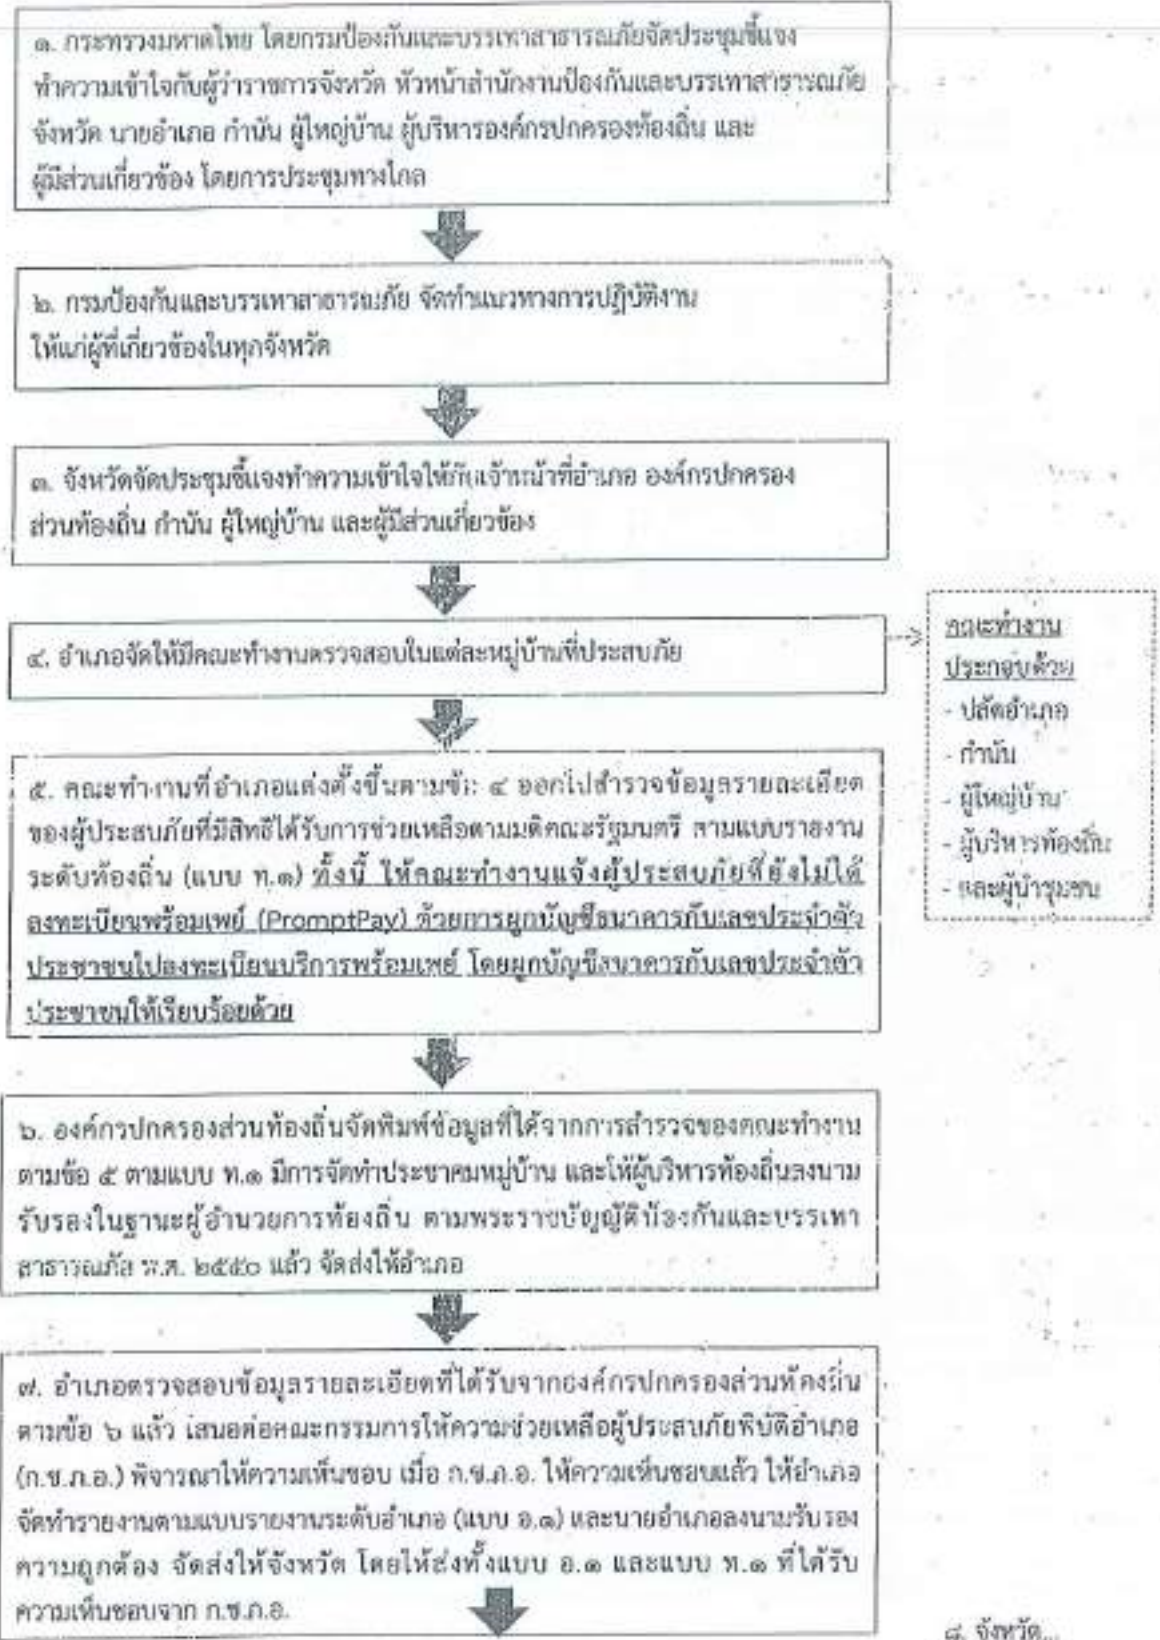 ๑. กระทรวงมหาดไทย โดยกรมป้องกันและบรรเทาสาธารณภัยจัดประชุมชี้แจง
ทำความเข้าใจกับผู้ว่าราชการจังหวัด หัวหน้าสำนักงานป้องกันและบรรเทาสาธารณภัย
จังหวัด นายอำเภอ กำนัน ผู้ใหญ่บ้าน ผู้บริหารองค์กรปกครองท้องถิ่น และ
ผู้มีส่วนเกี่ยวข้อง โดยการประชุมทางไกล
๒. กรมป้องกันและบรรเทาสาธารณภัย จัดทำแนวทางการปฏิบัติงาน
ให้แก่ผู้ที่เกี่ยวข้องในทุกจังหวัด
๓. จังหวัดจัดประชุมชี้แจงทำความเข้าใจให้กับเจ้าหน้าที่อำเภอ องค์กรปกครอง
ส่วนท้องถิ่น กำนัน ผู้ใหญ่บ้าน และผู้มีส่วนเกี่ยวข้อง
๔. อำเภอจัดให้มีคณะทำงานตรวจสอบในแต่ละหมู่บ้านที่ประสบภัย
คณะทำงาน
ประกอบด้วย
- ปลัดอำเภอ
- กำนัน
- ผู้ใหญ่บ้าน
- ผู้บริหารท้องถิ่น
- และผู้นำชุมชน
๕. คณะทำงานที่อำเภอแต่งตั้งขึ้นตามข้อ ๔ ออกไปสำรวจข้อมูลรายละเอียด
ของผู้ประสบภัยที่มีสิทธิได้รับการช่วยเหลือตามมติคณะรัฐมนตรี ตามแบบรายงาน
ระดับท้องถิ่น (แบบ ท.๑) ทั้งนี้ ให้คณะทำงานแจ้งผู้ประสบภัยที่ยังไม่ได้
ลงทะเบียนพร้อมเพย์ (PromptPay) ด้วยการผูกบัญชีธนาคารกับเลขประจำตัว
ประชาชนไปลงทะเบียนบริการพร้อมเพย์ โดยผูกบัญชีธนาคารกับเลขประจำตัว
ประชาชนให้เรียบร้อยด้วย
๖. องค์กรปกครองส่วนท้องถิ่นจัดพิมพ์ข้อมูลที่ได้จากการสำรวจของคณะทำงาน
ตามข้อ ๕ ตามแบบ ท.๑ มีการจัดทำประชาคมหมู่บ้าน และให้ผู้บริหารท้องถิ่นลงนาม
รับรองในฐานะผู้อำนวยการท้องถิ่น ตามพระราชบัญญัติป้องกันและบรรเทา
สาธารณภัย พ.ศ. ๒๕๕๐ แล้ว จัดส่งให้อำเภอ
๗. อำเภอตรวจสอบข้อมูลรายละเอียดที่ได้รับจากองค์กรปกครองส่วนท้องถิ่น
ตามข้อ ๖ แล้ว เสนอต่อคณะกรรมการให้ความช่วยเหลือผู้ประสบภัยพิบัติอำเภอ
(ก.ช.ภ.อ.) พิจารณาให้ความเห็นชอบ เมื่อ ก.ช.ภ.อ. ให้ความเห็นชอบแล้ว ให้อำเภอ
จัดทำรายงานตามแบบรายงานระดับอำเภอ (แบบ อ.๑) และนายอำเภอลงนามรับรอง
ความถูกต้อง จัดส่งให้จังหวัด โดยให้ส่งทั้งแบบ อ.๑ และแบบ ท.๑ ที่ได้รับ
ความเห็นชอบจาก ก.ช.ภ.อ.
๘. จังหวัด...